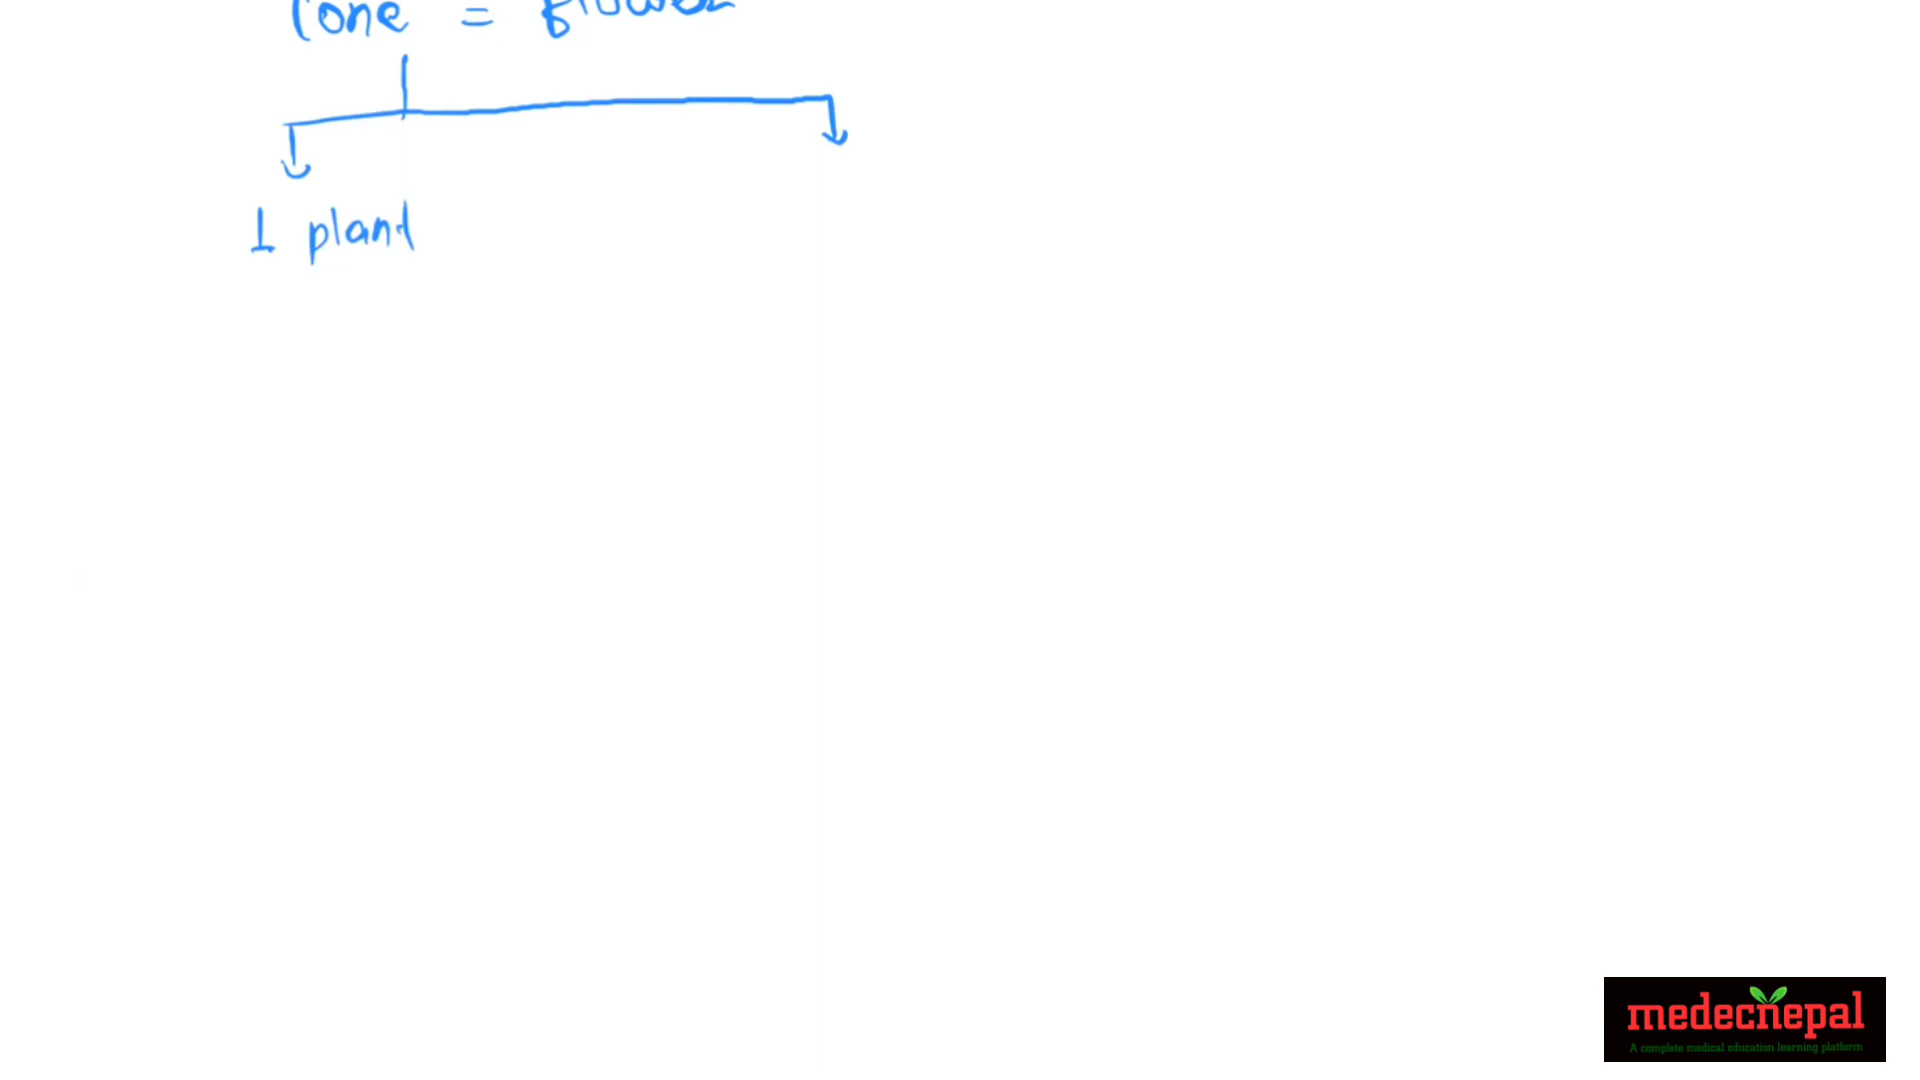 Cone = flower
1 plant
medecnepal
A complete medical education learning platform